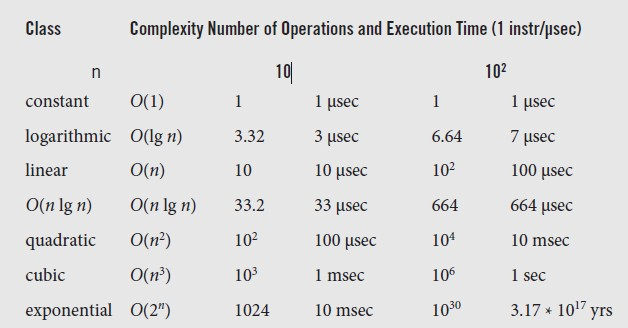 Class Complexity Number of Operations and Execution Time (1 instr/µsec)
n 10 10²
constant O(1) 1 1 µsec 1 1 µsec
logarithmic O(lg n) 3.32 3 µsec 6.64 7 µsec
linear O(n) 10 10 µsec 10² 100 µsec
O(n lg n) O(n lg n) 33.2 33 µsec 664 664 µsec
quadratic O(n²) 10² 100 µsec 10⁴ 10 msec
cubic O(n³) 10³ 1 msec 10⁶ 1 sec
exponential O(2ⁿ) 1024 10 msec 10³⁰ 3.17 * 10¹⁷ yrs